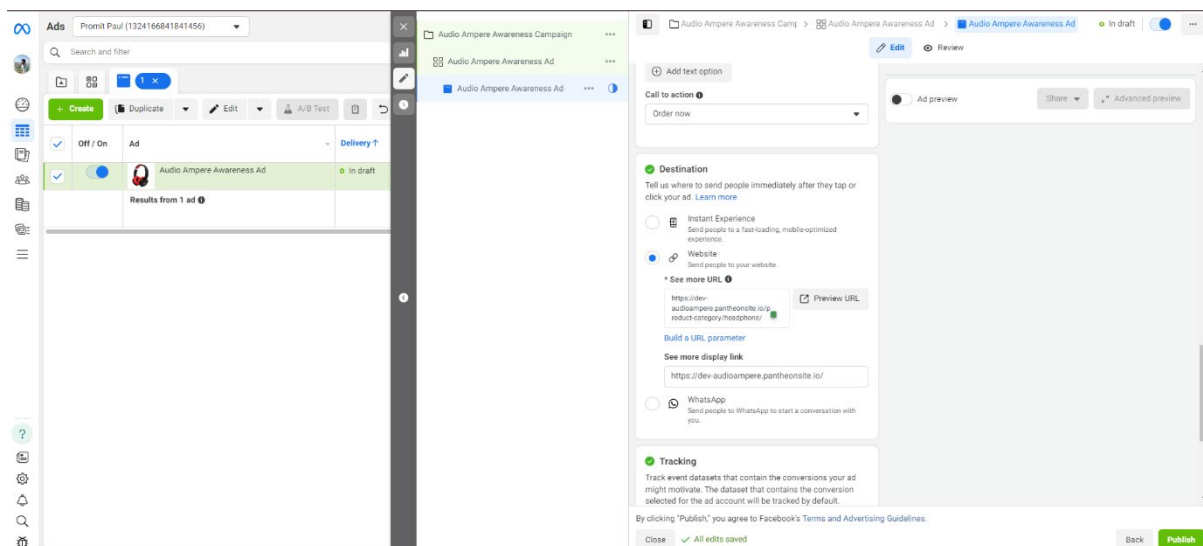 Ads
Promit Paul (1324166841841456)
Search and filter
1 ×
+ Create
Duplicate
Edit
A/B Test
Off / On
Ad
Delivery ↑
Audio Ampere Awareness Ad
In draft
Results from 1 ad
Audio Ampere Awareness Campaign
Audio Ampere Awareness Ad
Audio Ampere Awareness Ad
Audio Ampere Awareness Camp > Audio Ampere Awareness Ad > Audio Ampere Awareness Ad
In draft
Edit
Review
Add text option
Call to action
Order now
Ad preview
Share
Advanced preview
Destination
Tell us where to send people immediately after they tap or
click your ad. Learn more
Instant Experience
Send people to a fast-loading, mobile-optimized
experience.
Website
Send people to your website.
* See more URL
https://dev-
audioampere.pantheonsite.io/p
roduct-category/headphone/
Preview URL
Build a URL parameter
See more display link
https://dev-audioampere.pantheonsite.io/
WhatsApp
Send people to WhatsApp to start a conversation with
you.
Tracking
Track event datasets that contain the conversions your ad
might motivate. The dataset that contains the conversion
selected for the ad account will be tracked by default.
By clicking "Publish," you agree to Facebook's Terms and Advertising Guidelines.
Close
All edits saved
Back
Publish